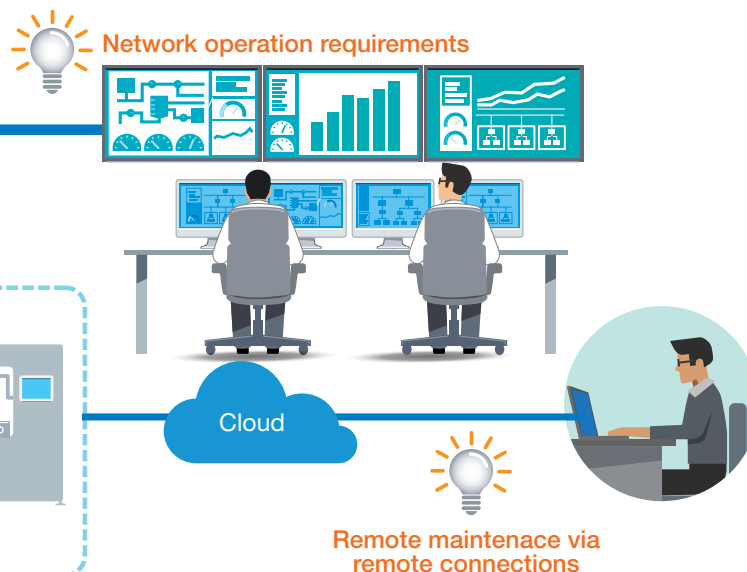 Network operation requirements
Cloud
Remote maintenace via
remote connections